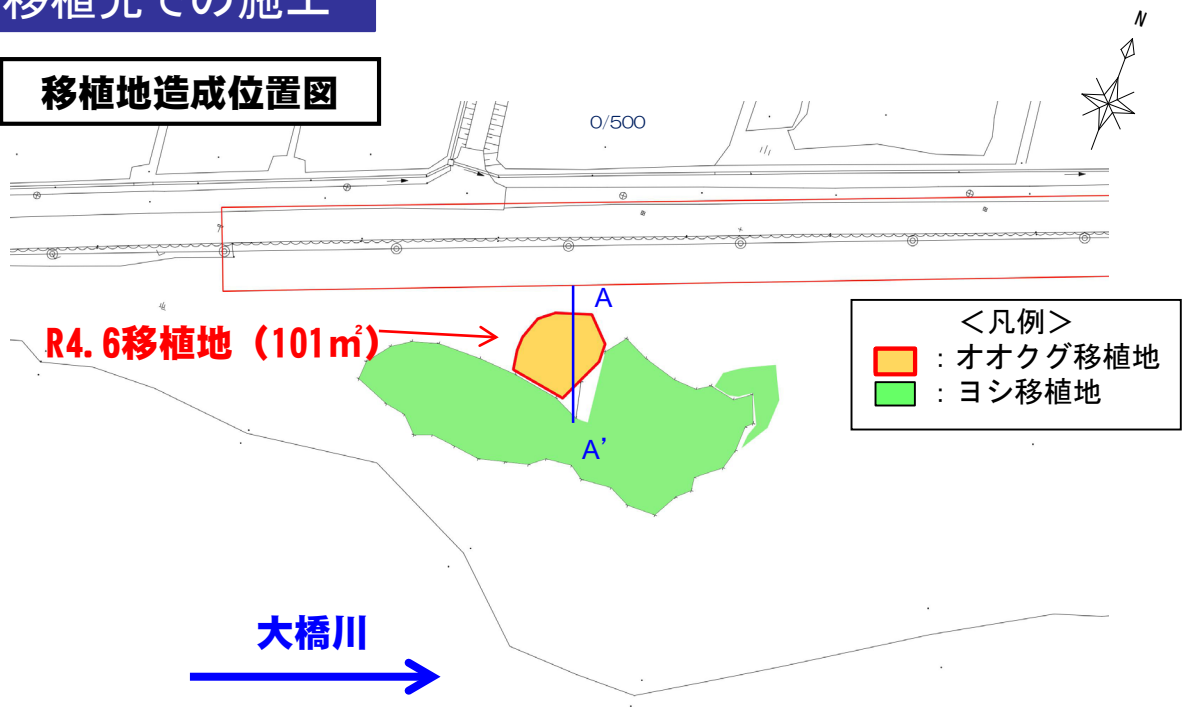 移植先での施工
N
移植地造成位置図
0/500
A
R4.6移植地（101㎡）
＜凡例＞
：オオクグ移植地
：ヨシ移植地
A'
大橋川